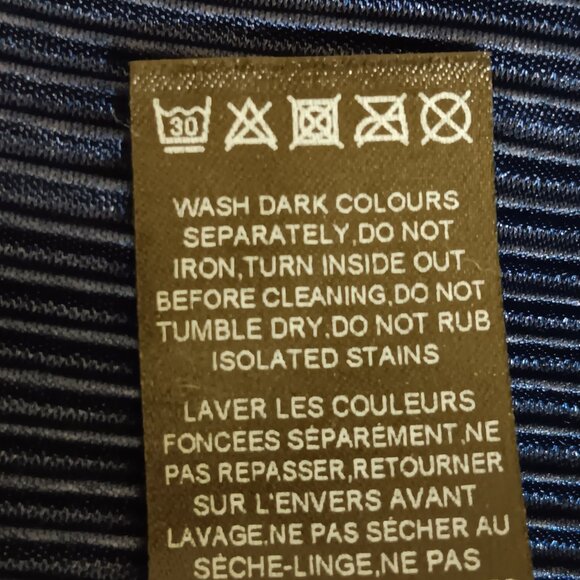 30
WASH DARK COLOURS
SEPARATELY,DO NOT
IRON,TURN INSIDE OUT
BEFORE CLEANING,DO NOT
TUMBLE DRY.DO NOT RUB
ISOLATED STAINS
LAVER LES COULEURS
FONCÉES SÉPARÉMENT,NE
PAS REPASSER,RETOURNER
SUR L'ENVERS AVANT
LAVAGE.NE PAS SÉCHER AU
SÈCHE-LINGE,NE PAS